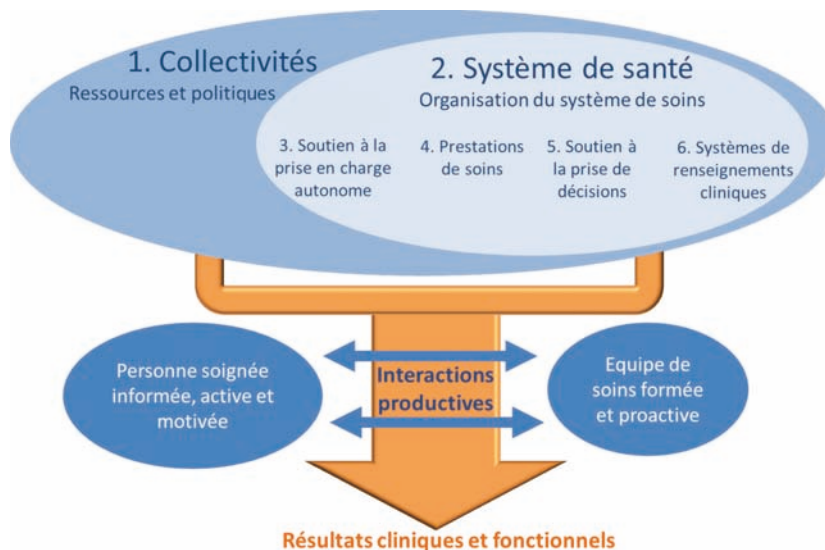 1. Collectivités
Ressources et politiques
2. Système de santé
Organisation du système de soins
3. Soutien à la
prise en charge
autonome
4. Prestations
de soins
5. Soutien à
la prise de
décisions
6. Systèmes de
renseignements
cliniques
Personne soignée
informée, active et
motivée
Interactions
productives
Equipe de
soins formée
et proactive
Résultats cliniques et fonctionnels